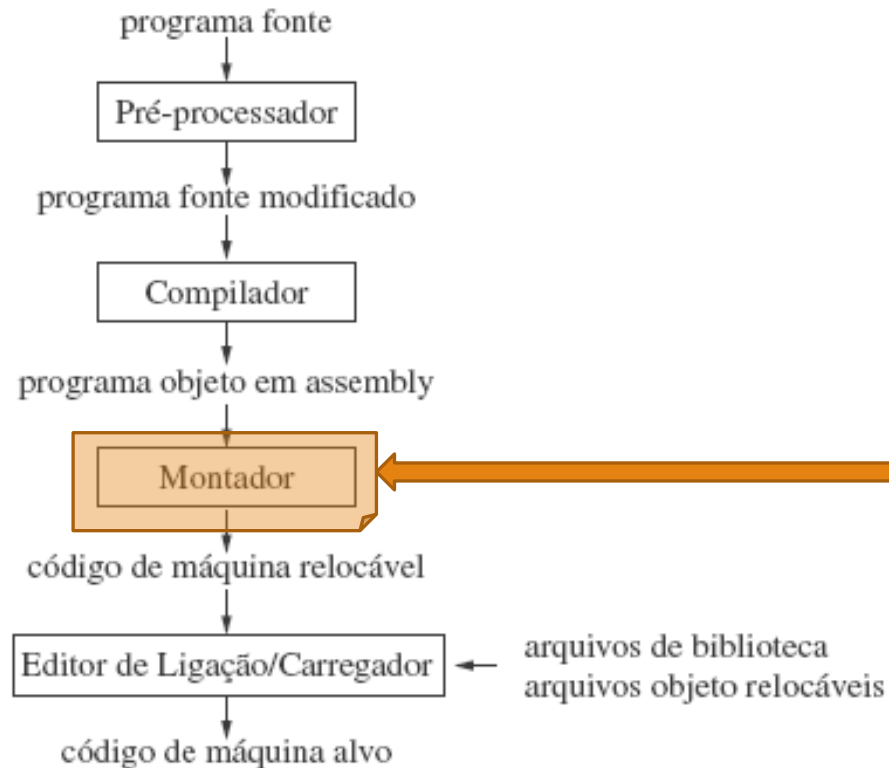 programa fonte
Pré-processador
programa fonte modificado
Compilador
programa objeto em assembly
Montador
código de máquina relocável
Editor de Ligação/Carregador
arquivos de biblioteca
arquivos objeto relocáveis
código de máquina alvo